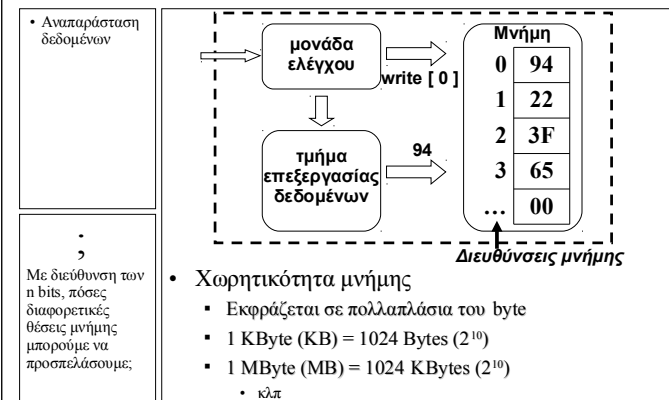 • Αναπαράσταση
δεδομένων
;
Με διεύθυνση των
n bits, πόσες
διαφορετικές
θέσεις μνήμης
μπορούμε να
προσπελάσουμε;
μονάδα
ελέγχου
write [ 0 ]
τμήμα
επεξεργασίας
δεδομένων
94
Μνήμη
0 94
1 22
2 3F
3 65
... 00
Διευθύνσεις μνήμης
• Χωρητικότητα μνήμης
▪ Εκφράζεται σε πολλαπλάσια του byte
▪ 1 KByte (KB) = 1024 Bytes (2¹⁰)
▪ 1 MByte (MB) = 1024 KBytes (2¹⁰)
• κλπ